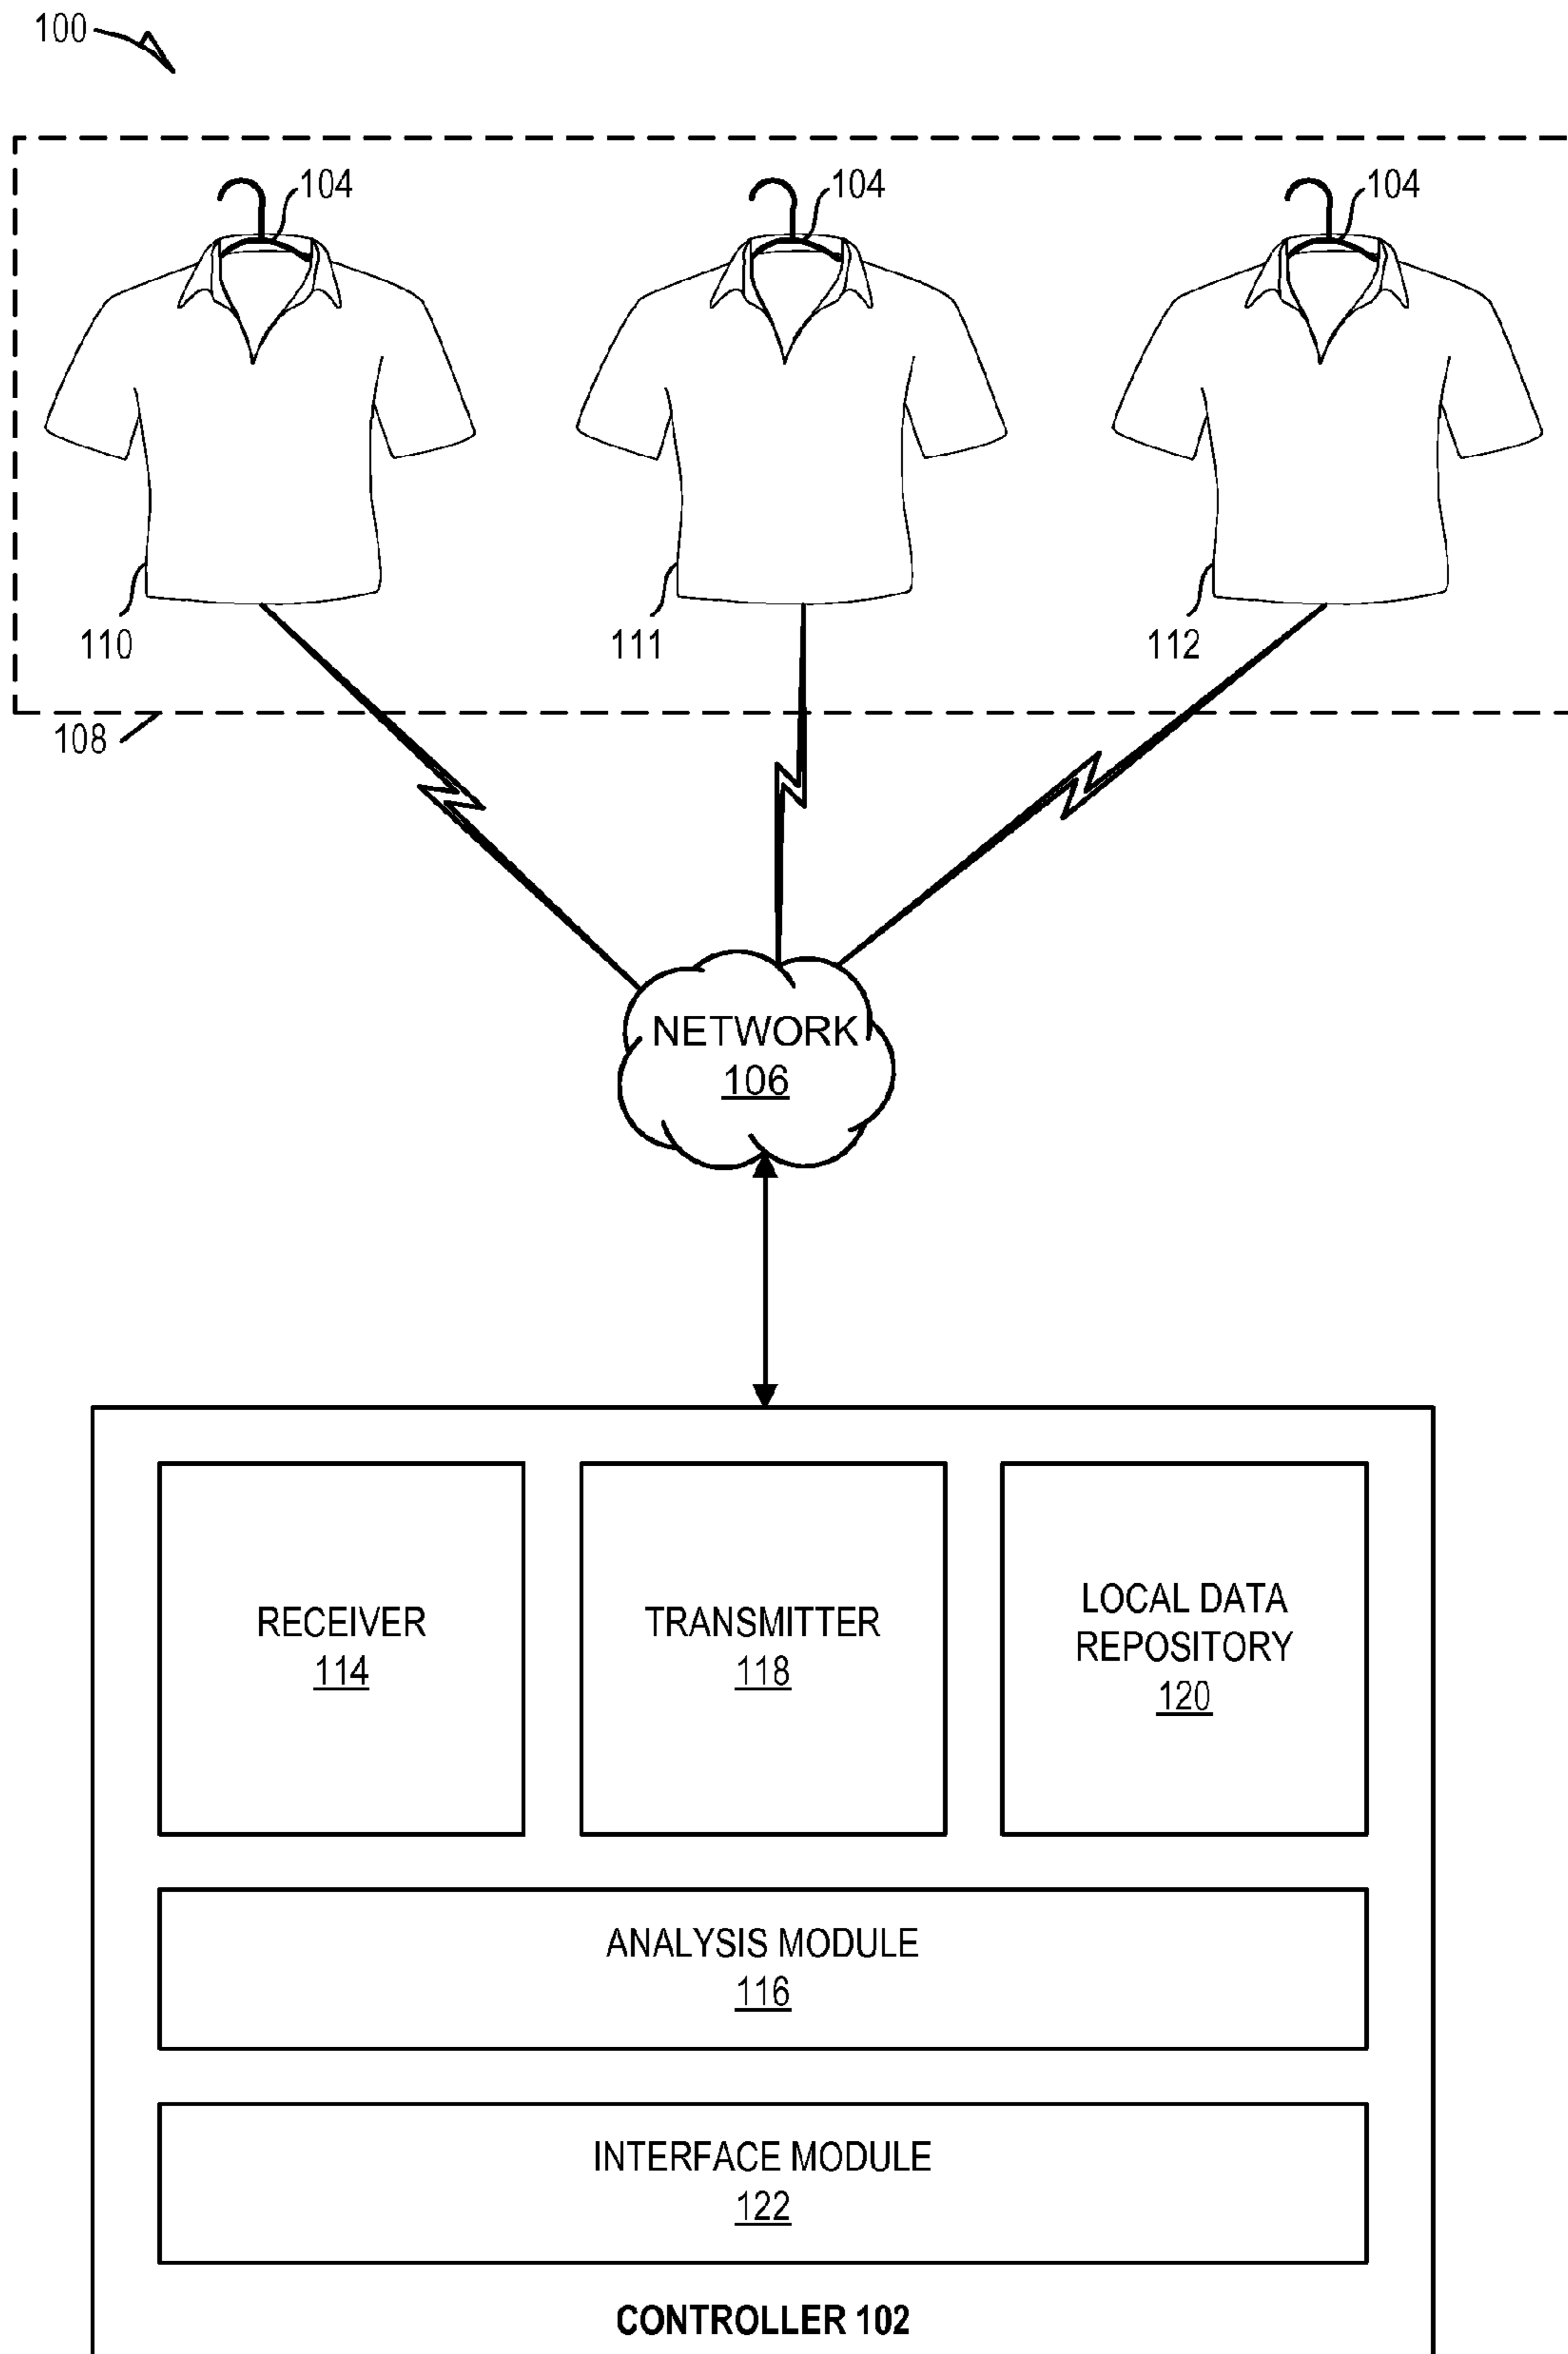 100
104
104
104
110
111
112
108
NETWORK
106
RECEIVER
114
TRANSMITTER
118
LOCAL DATA
REPOSITORY
120
ANALYSIS MODULE
116
INTERFACE MODULE
122
CONTROLLER 102